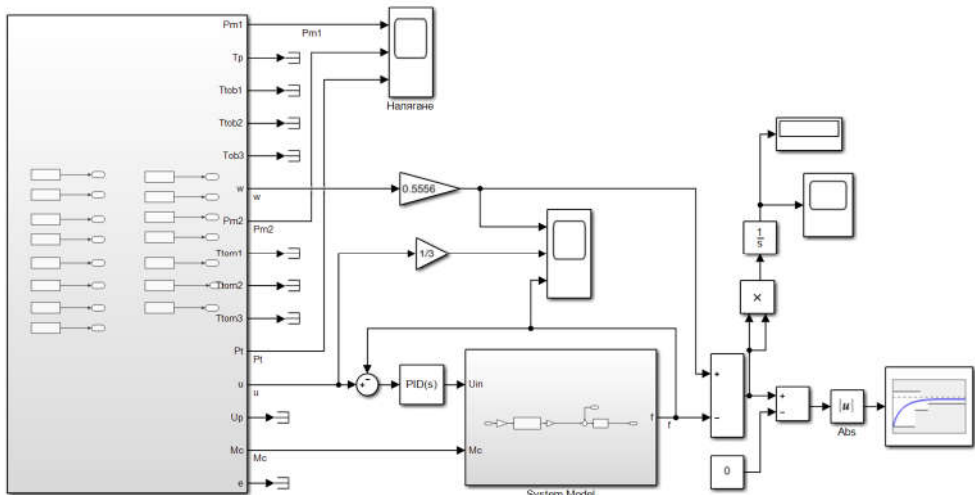 Pm1
Pm1
Tp
Ttob1
Ttob2
Tob3
w
w
Pm2
Pm2
Ttom1
Ttom2
Ttom3
Pt
Pt
u
u
Up
Mc
Mc
e
Налягане
0.5556
1/3
+
−
PID(s)
Uin
Mc
f
f
System Model
+
−
×
1
s
+
−
0
|u|
Abs